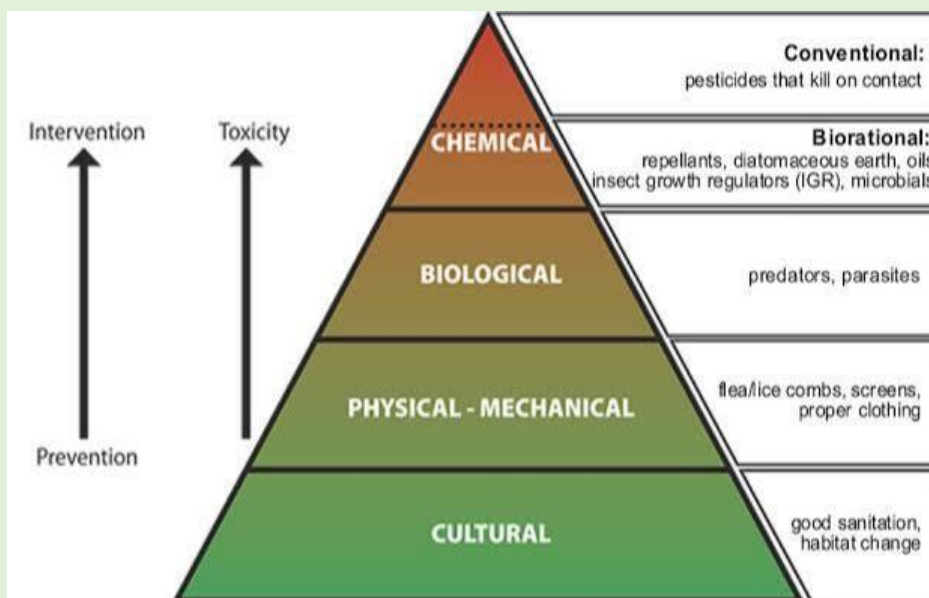 Conventional:
pesticides that kill on contact
Intervention
Toxicity
CHEMICAL
Biorational:
repellants, diatomaceous earth, oils
insect growth regulators (IGR), microbials
BIOLOGICAL
predators, parasites
PHYSICAL - MECHANICAL
flea/lice combs, screens,
proper clothing
Prevention
CULTURAL
good sanitation,
habitat change